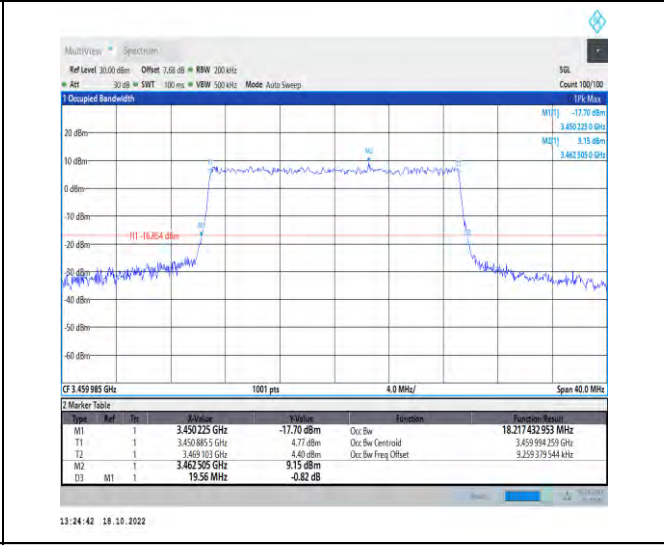 MultiView Spectrum
Ref Level 30.00 dBm Offset 7.68 dB RBW 200 kHz SGL
Att 30 dB SWT 100 ms VBW 500 kHz Mode Auto Sweep Count 100/100
1 Occupied Bandwidth 1Pk Max
M1[1] -17.70 dBm
3.450 225 0 GHz
20 dBm M2[1] 9.15 dBm
3.462 505 0 GHz
M2
10 dBm
0 dBm
-10 dBm
M1
H1 -16.854 dBm
-20 dBm
-30 dBm
-40 dBm
-50 dBm
-60 dBm
CF 3.459 985 GHz 1001 pts 4.0 MHz/ Span 40.0 MHz
2 Marker Table
Type Ref Trc X-Value Y-Value Function Function Result
M1 1 3.450 225 GHz -17.70 dBm Occ Bw 18.217 432 953 MHz
T1 1 3.450 885 5 GHz 4.77 dBm Occ Bw Centroid 3.459 994 259 GHz
T2 1 3.469 103 GHz 4.40 dBm Occ Bw Freq Offset 9.259 379 544 kHz
M2 1 3.462 505 GHz 9.15 dBm
D3 M1 1 19.56 MHz -0.82 dB
13:24:42 18.10.2022